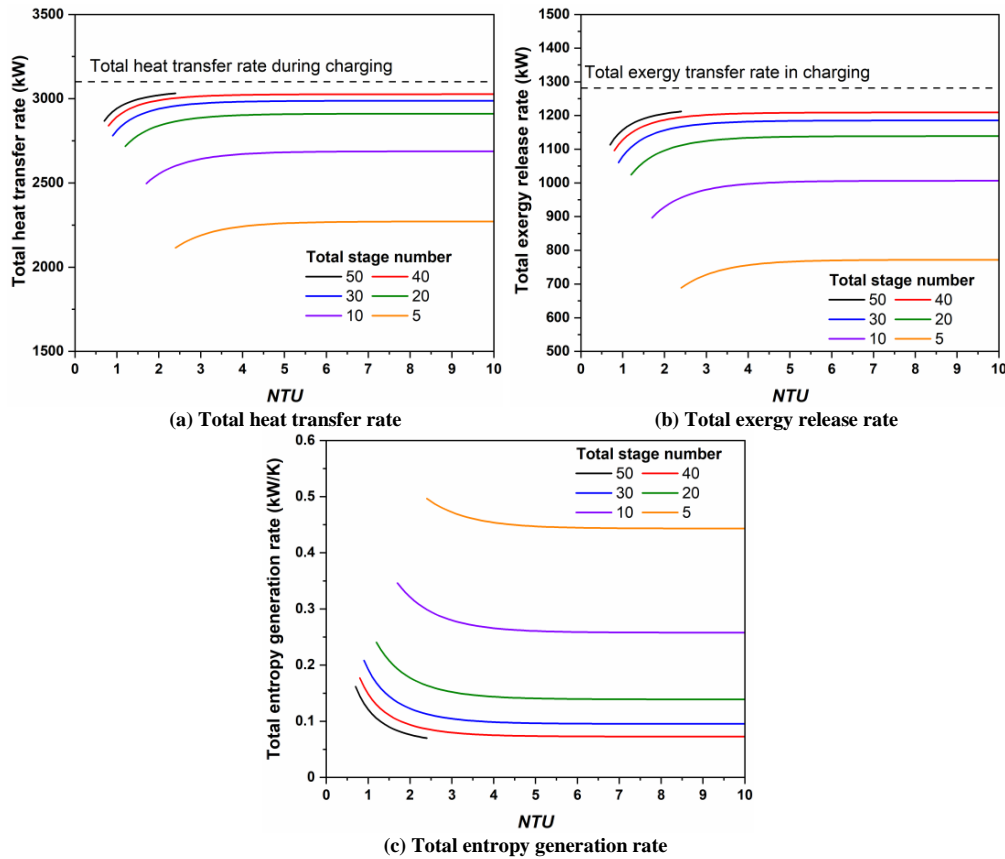 3500
3000
2500
2000
1500
Total heat transfer rate (kW)
Total heat transfer rate during charging
Total stage number
50 40
30 20
10 5
0 1 2 3 4 5 6 7 8 9 10
NTU
(a) Total heat transfer rate
1500
1400
1300
1200
1100
1000
900
800
700
600
500
Total exergy release rate (kW)
Total exergy transfer rate in charging
Total stage number
50 40
30 20
10 5
0 1 2 3 4 5 6 7 8 9 10
NTU
(b) Total exergy release rate
0.6
0.5
0.4
0.3
0.2
0.1
0
Total entropy generation rate (kW/K)
Total stage number
50 40
30 20
10 5
0 1 2 3 4 5 6 7 8 9 10
NTU
(c) Total entropy generation rate